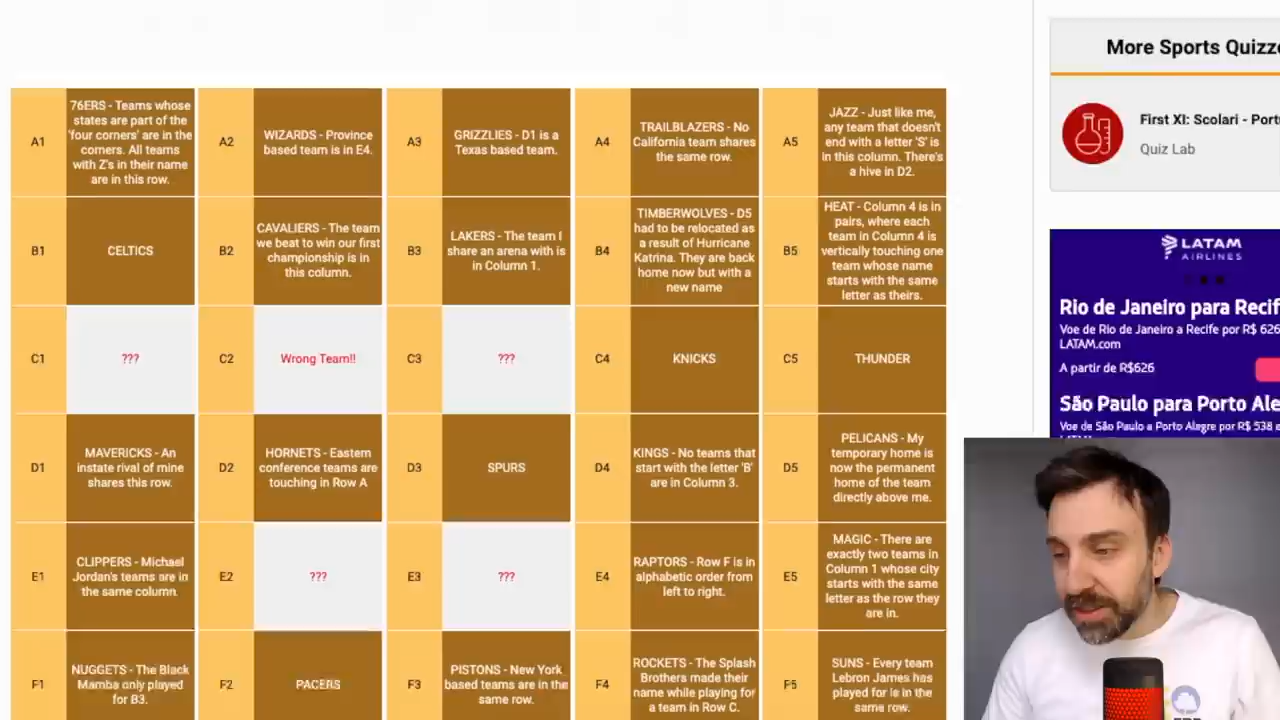 More Sports Quizz
First XI: Scolari - Port
Quiz Lab
LATAM
AIRLINES
Rio de Janeiro para Recif
Voe de Rio de Janeiro a Recife por R$ 626
LATAM.com
A partir de R$626
São Paulo para Porto Ale
Voe de São Paulo a Porto Alegre por R$ 538 e
A1
76ERS - Teams whose
states are part of the
'four corners' are in the
corners. All teams
with Z's in their name
are in this row.
A2
WIZARDS - Province
based team is in E4.
A3
GRIZZLIES - D1 is a
Texas based team.
A4
TRAILBLAZERS - No
California team shares
the same row.
A5
JAZZ - Just like me,
any team that doesn't
end with a letter 'S' is
in this column. There's
a hive in D2.
B1
CELTICS
B2
CAVALIERS - The team
we beat to win our first
championship is in
this column.
B3
LAKERS - The team I
share an arena with is
in Column 1.
B4
TIMBERWOLVES - D5
had to be relocated as
a result of Hurricane
Katrina. They are back
home now but with a
new name
B5
HEAT - Column 4 is in
pairs, where each
team in Column 4 is
vertically touching one
team whose name
starts with the same
letter as theirs.
C1
???
C2
Wrong Team!!
C3
???
C4
KNICKS
C5
THUNDER
D1
MAVERICKS - An
instate rival of mine
shares this row.
D2
HORNETS - Eastern
conference teams are
touching in Row A
D3
SPURS
D4
KINGS - No teams that
start with the letter 'B'
are in Column 3.
D5
PELICANS - My
temporary home is
now the permanent
home of the team
directly above me.
E1
CLIPPERS - Michael
Jordan's teams are in
the same column.
E2
???
E3
???
E4
RAPTORS - Row F is in
alphabetic order from
left to right.
E5
MAGIC - There are
exactly two teams in
Column 1 whose city
starts with the same
letter as the row they
are in.
F1
NUGGETS - The Black
Mamba only played
for B3.
F2
PACERS
F3
PISTONS - New York
based teams are in the
same row.
F4
ROCKETS - The Splash
Brothers made their
name while playing for
a team in Row C.
F5
SUNS - Every team
Lebron James has
played for is in the
same row.